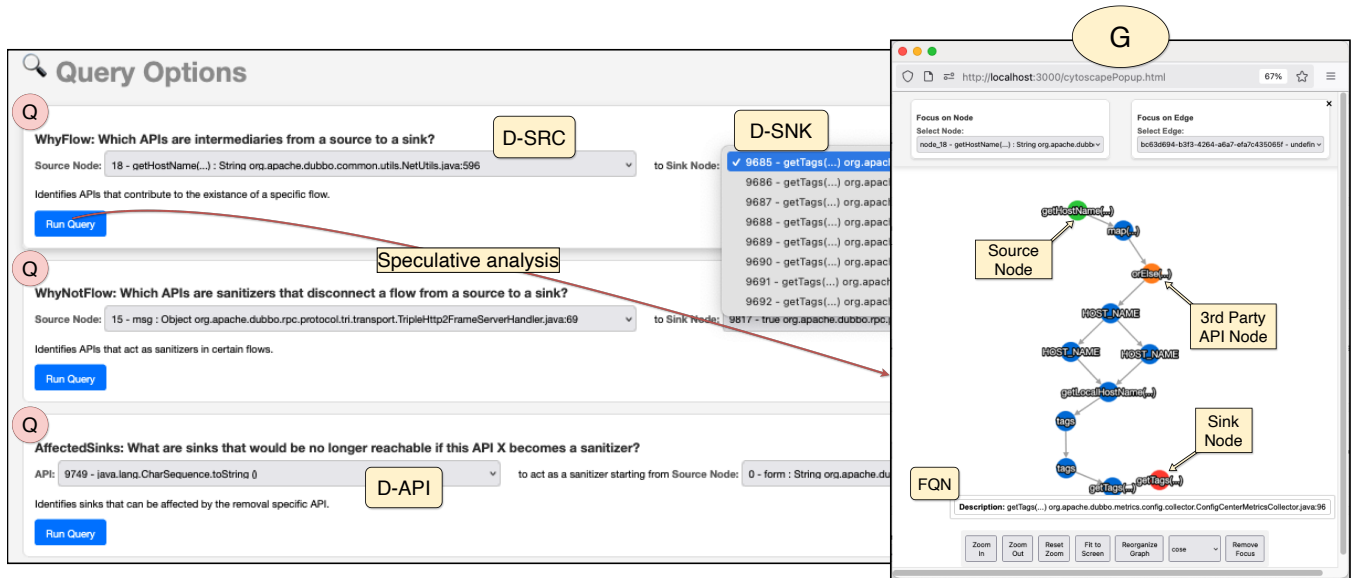 Query Options
Q
WhyFlow: Which APIs are intermediaries from a source to a sink?
D-SRC
D-SNK
Source Node: 18 - getHostName(...) : String org.apache.dubbo.common.utils.NetUtils.java:596
to Sink Node:
✓ 9685 - getTags(...) org.apac
9686 - getTags(...) org.apac
9687 - getTags(...) org.apac
9688 - getTags(...) org.apac
9689 - getTags(...) org.apac
9690 - getTags(...) org.apac
9691 - getTags(...) org.apac
9692 - getTags(...) org.apac
Identifies APIs that contribute to the existance of a specific flow.
Run Query
Speculative analysis
Q
WhyNotFlow: Which APIs are sanitizers that disconnect a flow from a source to a sink?
Source Node: 15 - msg : Object org.apache.dubbo.rpc.protocol.tri.transport.TripleHttp2FrameServerHandler.java:69
to Sink Node: 9817 - true org.apache.dubbo.rpc.
Identifies APIs that act as sanitizers in certain flows.
Run Query
Q
AffectedSinks: What are sinks that would be no longer reachable if this API X becomes a sanitizer?
API: 9749 - java.lang.CharSequence.toString ()
to act as a sanitizer starting from Source Node: 0 - form : String org.apache.du
D-API
Identifies sinks that can be affected by the removal specific API.
Run Query
G
http://localhost:3000/cytoscapePopup.html
67%
×
Focus on Node
Select Node:
node_18 - getHostName(...) : String org.apache.dubb
Focus on Edge
Select Edge:
bc63d694-b3f3-4264-a6a7-efa7c435065f - undefin
getHostName(...)
map(...)
Source
Node
orElse(...)
3rd Party
API Node
HOST_NAME
HOST_NAME
HOST_NAME
getLocalHostName(...)
tags
Sink
Node
tags
getTags(...)
getTags(...)
FQN
Description: getTags(...) org.apache.dubbo.metrics.config.collector.ConfigCenterMetricsCollector.java:96
Zoom In
Zoom Out
Reset Zoom
Fit to Screen
Reorganize Graph
cose
Remove Focus